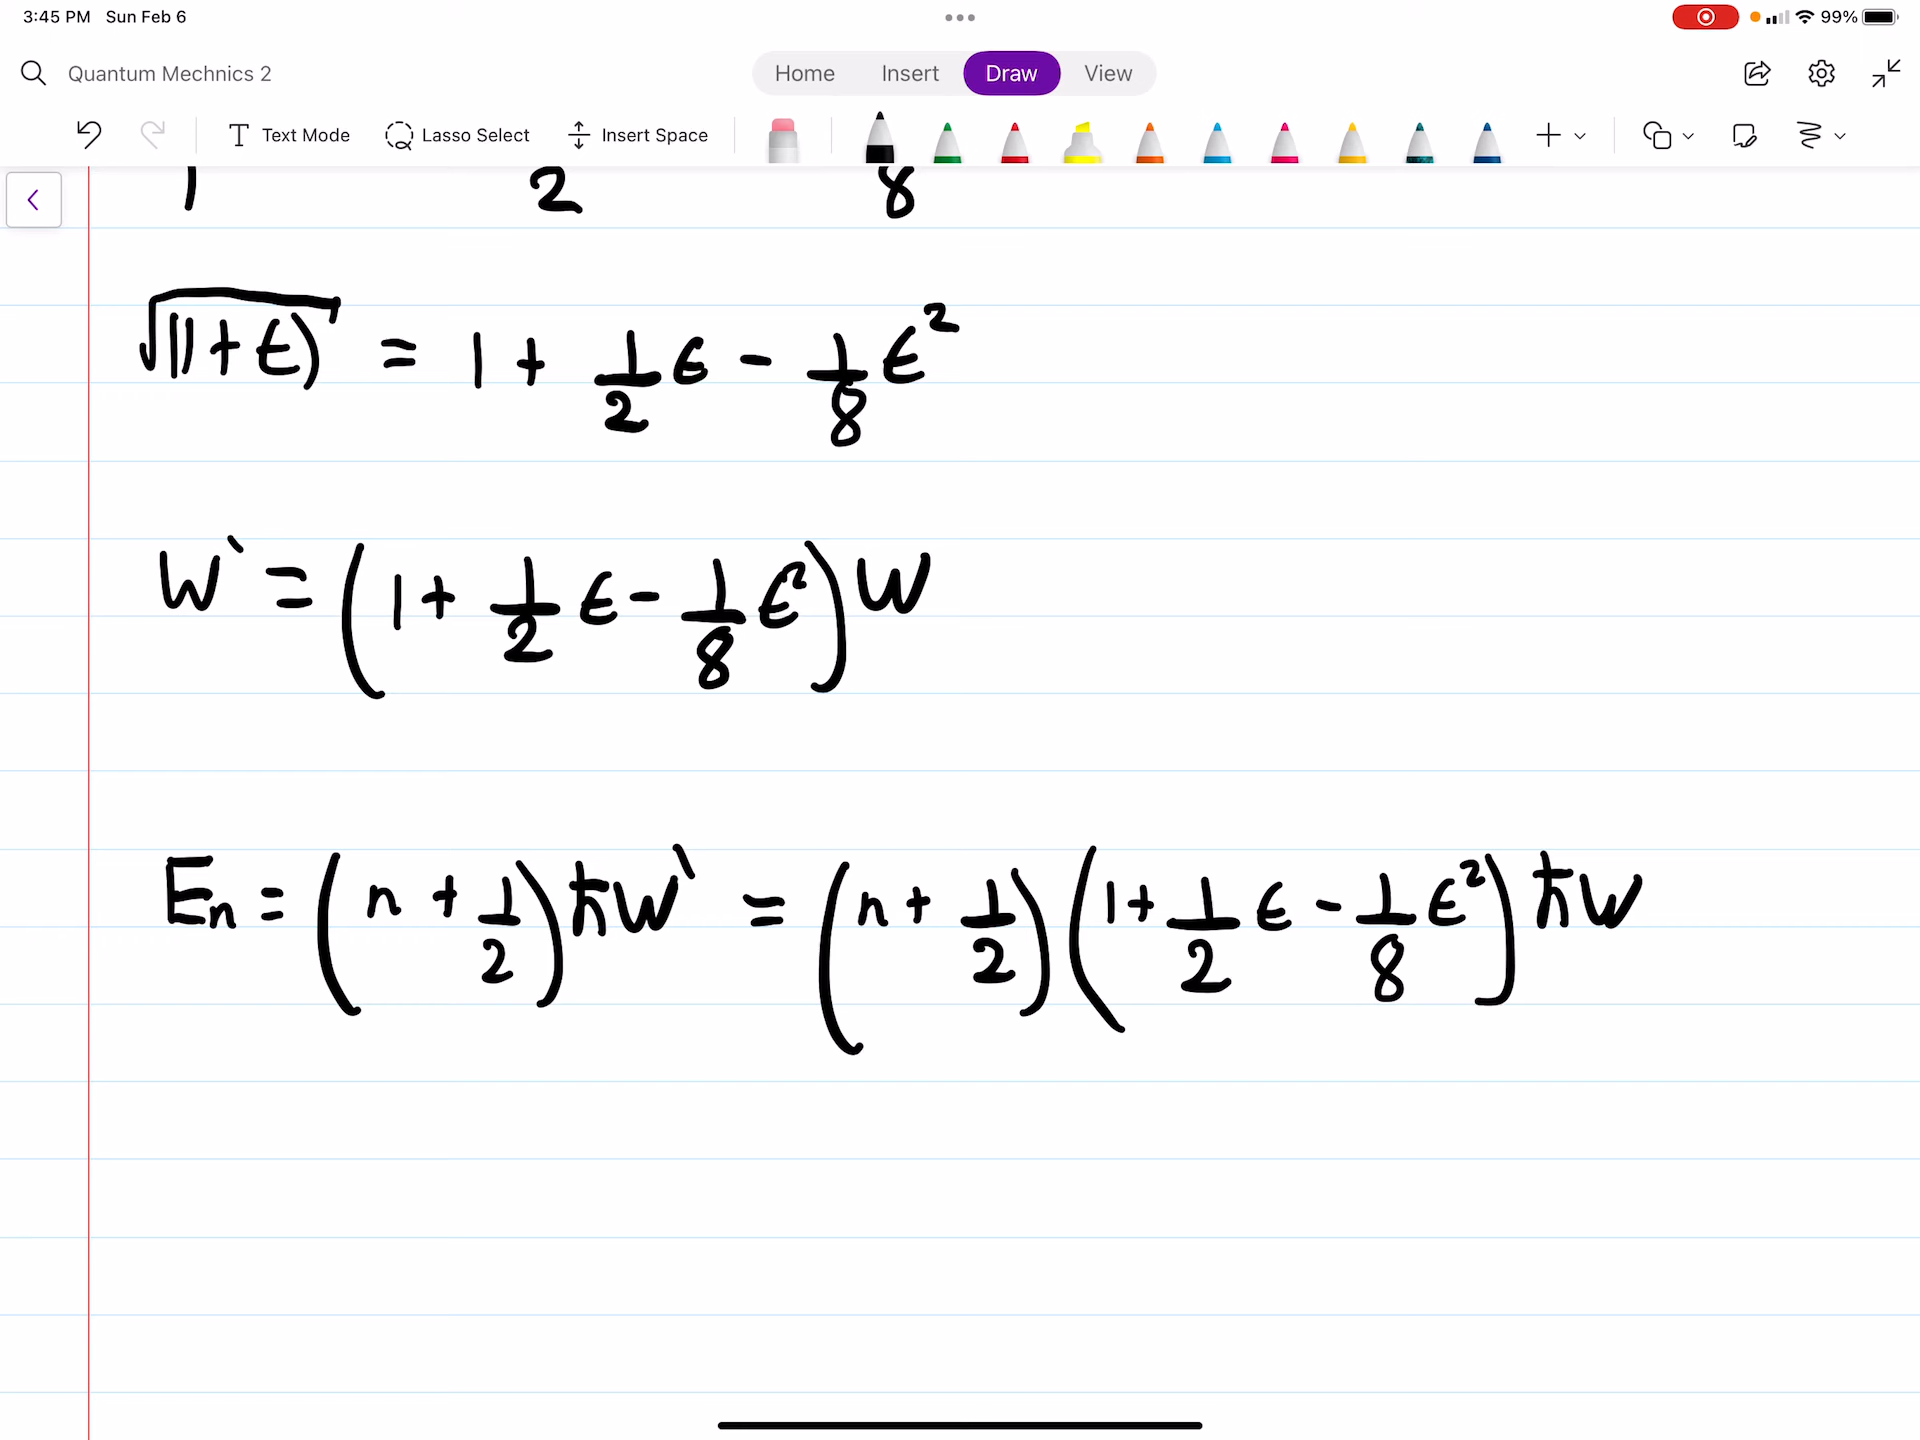 3:45 PM Sun Feb 6 99%
Quantum Mechnics 2 Home Insert Draw View
Text Mode Lasso Select Insert Space
1 2 8
√(1+ε) = 1 + 1/2 ε - 1/8 ε²
W` = (1 + 1/2 ε - 1/8 ε²) W
En = (n + 1/2) ħW` = (n + 1/2) (1 + 1/2 ε - 1/8 ε²) ħW